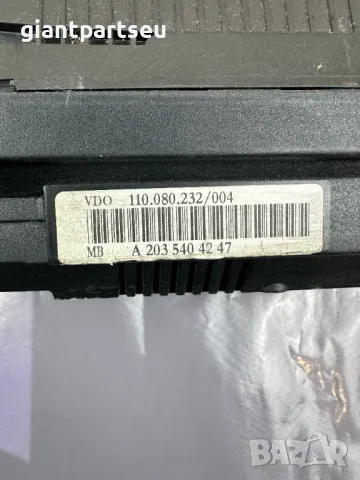 giantpartseu
VDO 110.080.232/004
MB A 203 540 42 47
BAZAR